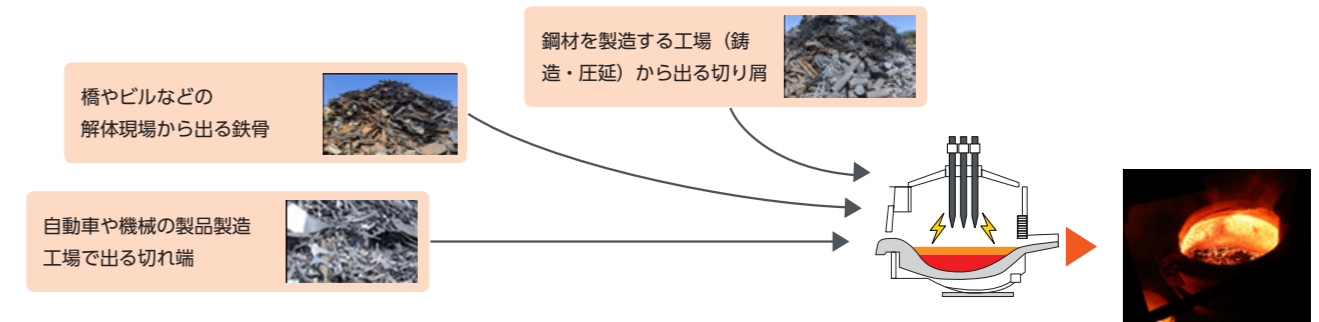 鋼材を製造する工場（鋳
造・圧延）から出る切り屑
橋やビルなどの
解体現場から出る鉄骨
自動車や機械の製品製造
工場で出る切れ端